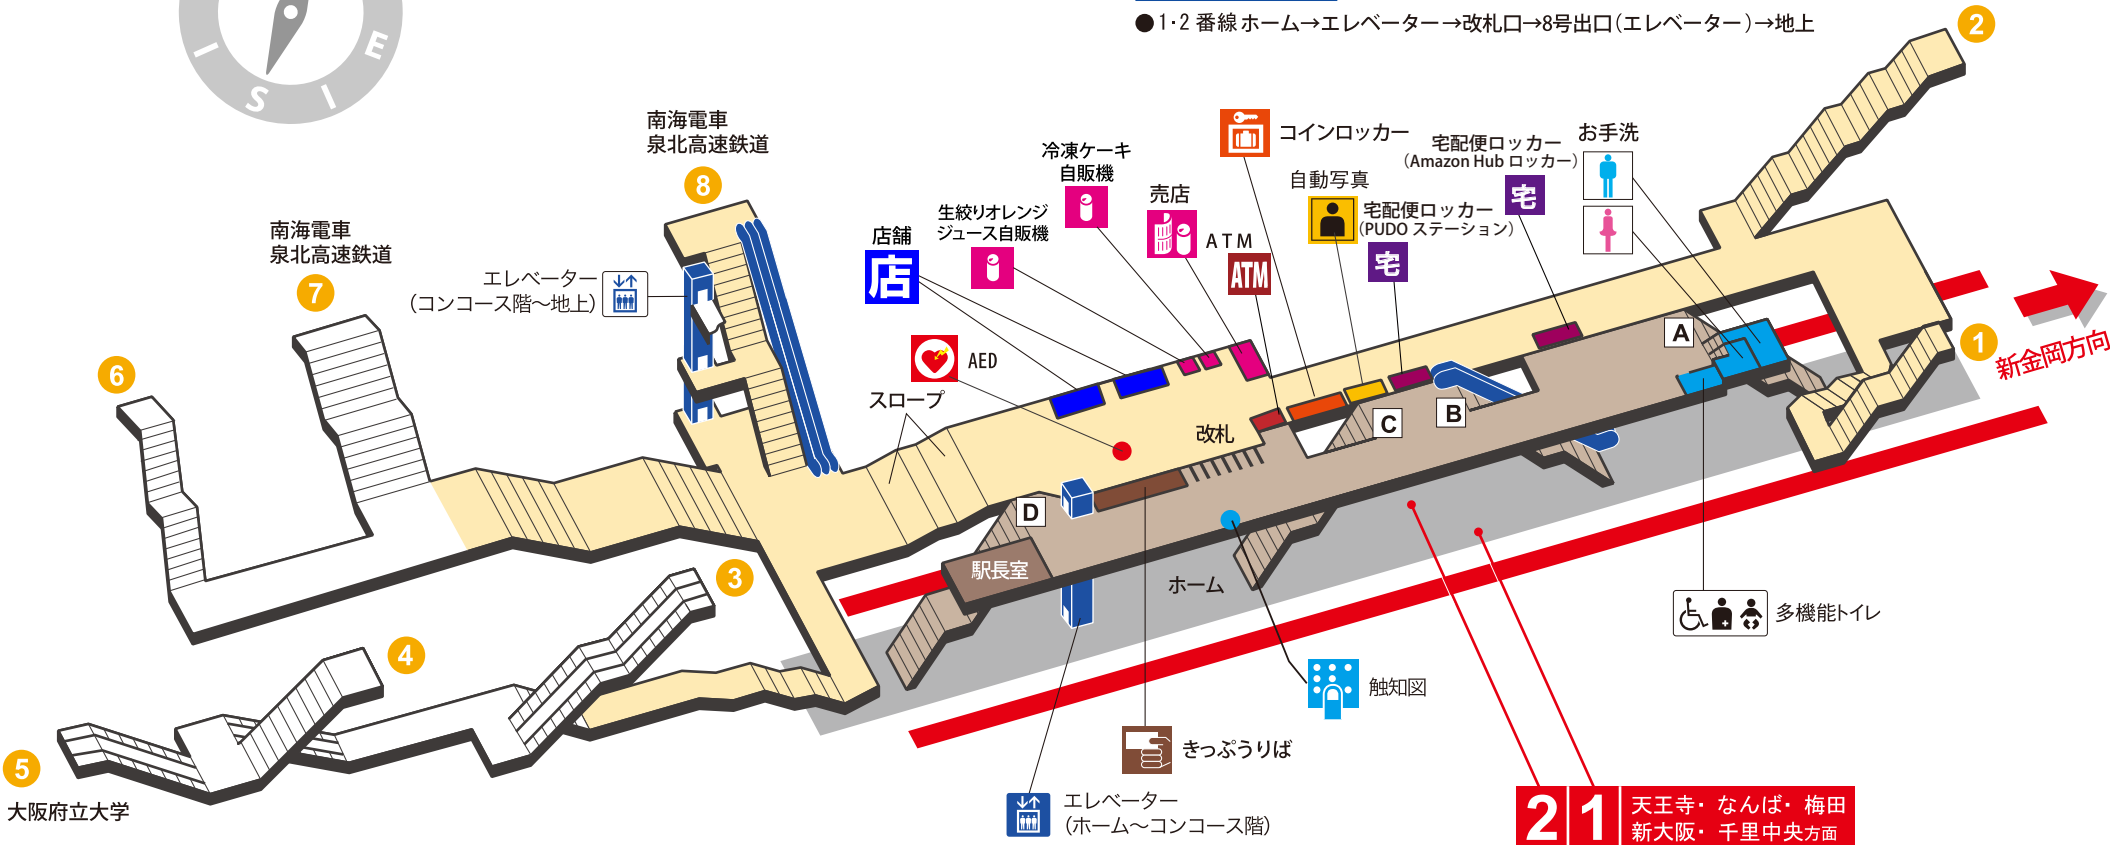 ●1・2 番線ホーム→エレベーター→改札口→8号出口(エレベーター)→地上
E
I
S
I
2
南海電車
泉北高速鉄道
8
南海電車
泉北高速鉄道
7
エレベーター
(コンコース階～地上)
6
店舗
店
生絞りオレンジ
ジュース自販機
冷凍ケーキ
自販機
売店
ATM
ATM
コインロッカー
自動写真
宅配便ロッカー
(PUDO ステーション)
宅
宅配便ロッカー
(Amazon Hub ロッカー)
宅
お手洗
AED
スロープ
改札
A
B
C
D
1
新金岡方向
駅長室
ホーム
3
4
5
大阪府立大学
多機能トイレ
触知図
きっぷうりば
エレベーター
(ホーム～コンコース階)
2 1
天王寺・なんば・梅田
新大阪・千里中央方面